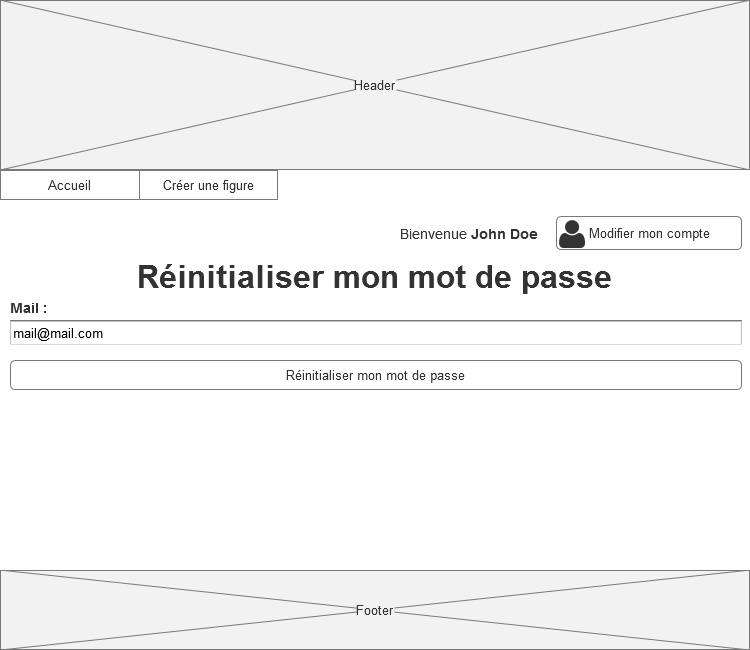 Header
Accueil
Créer une figure
Bienvenue John Doe
Modifier mon compte
Réinitialiser mon mot de passe
Mail :
mail@mail.com
Réinitialiser mon mot de passe
Footer